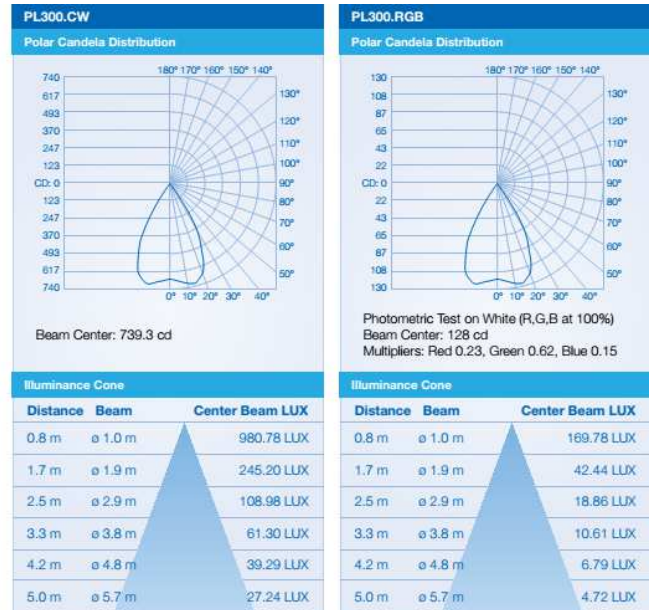 PL300.CW
Polar Candela Distribution
180° 170° 160° 150° 140°
740
617
493
370
247
123
CD: 0
123
247
370
493
617
740
130°
120°
110°
100°
90°
80°
70°
60°
50°
0° 10° 20° 30° 40°
Beam Center: 739.3 cd
Illuminance Cone
Distance Beam Center Beam LUX
0.8 m ø 1.0 m 980.78 LUX
1.7 m ø 1.9 m 245.20 LUX
2.5 m ø 2.9 m 108.98 LUX
3.3 m ø 3.8 m 61.30 LUX
4.2 m ø 4.8 m 39.29 LUX
5.0 m ø 5.7 m 27.24 LUX
PL300.RGB
Polar Candela Distribution
180° 170° 160° 150° 140°
130
108
87
65
43
22
CD: 0
22
43
65
87
108
130
130°
120°
110°
100°
90°
80°
70°
60°
50°
0° 10° 20° 30° 40°
Photometric Test on White (R,G,B at 100%)
Beam Center: 128 cd
Multipliers: Red 0.23, Green 0.62, Blue 0.15
Illuminance Cone
Distance Beam Center Beam LUX
0.8 m ø 1.0 m 169.78 LUX
1.7 m ø 1.9 m 42.44 LUX
2.5 m ø 2.9 m 18.86 LUX
3.3 m ø 3.8 m 10.61 LUX
4.2 m ø 4.8 m 6.79 LUX
5.0 m ø 5.7 m 4.72 LUX